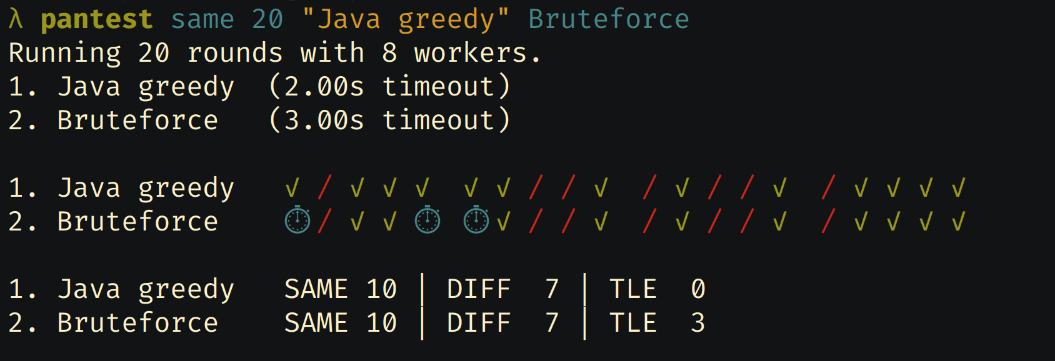 λ pantest same 20 "Java greedy" Bruteforce
Running 20 rounds with 8 workers.
1. Java greedy  (2.00s timeout)
2. Bruteforce   (3.00s timeout)
1. Java greedy   √ / √ √ √  √ √ / / √  / √ / / √  / √ √ √ √
2. Bruteforce    ⏱ / √ √ ⏱  ⏱ √ / / √  / √ / / √  / √ √ √ √
1. Java greedy   SAME 10 | DIFF  7 | TLE  0
2. Bruteforce    SAME 10 | DIFF  7 | TLE  3